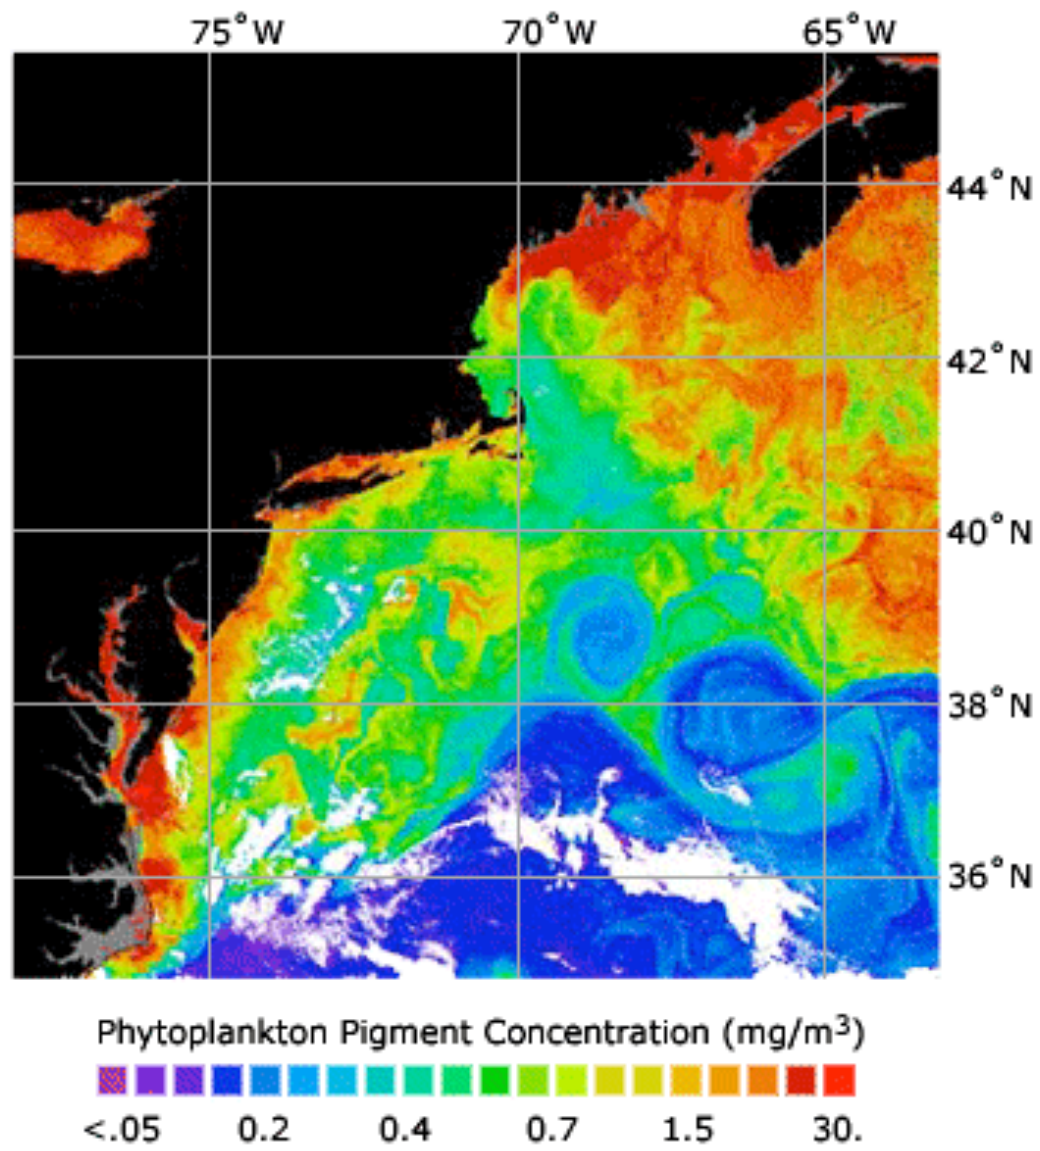 75˚W 70˚W 65˚W
44˚N
42˚N
40˚N
38˚N
36˚N
Phytoplankton Pigment Concentration (mg/m³)
<.05 0.2 0.4 0.7 1.5 30.